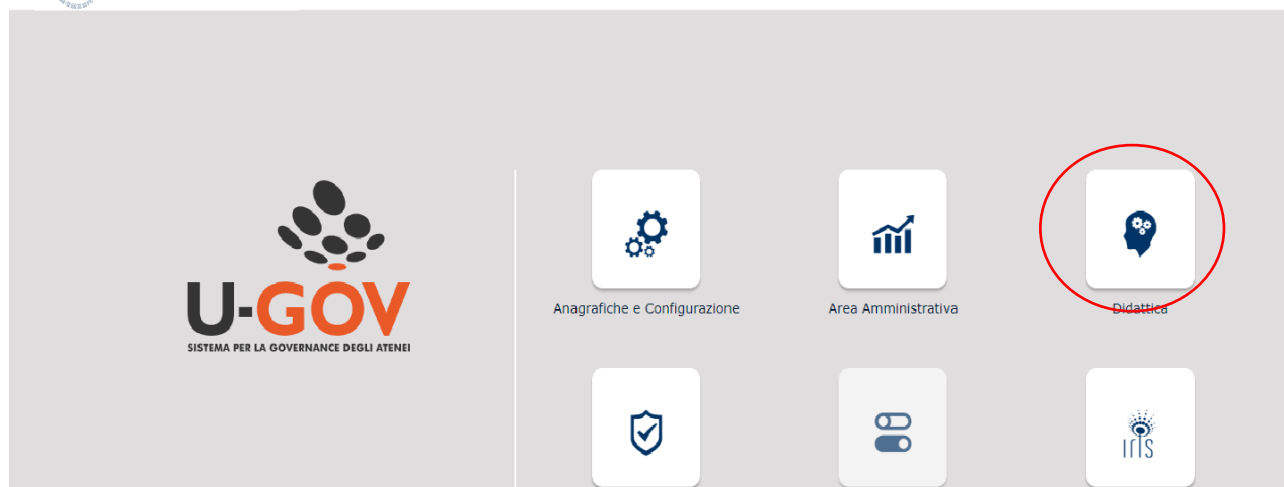 U-GOV
SISTEMA PER LA GOVERNANCE DEGLI ATENEI
Anagrafiche e Configurazione
Area Amministrativa
Didattica
IrIS